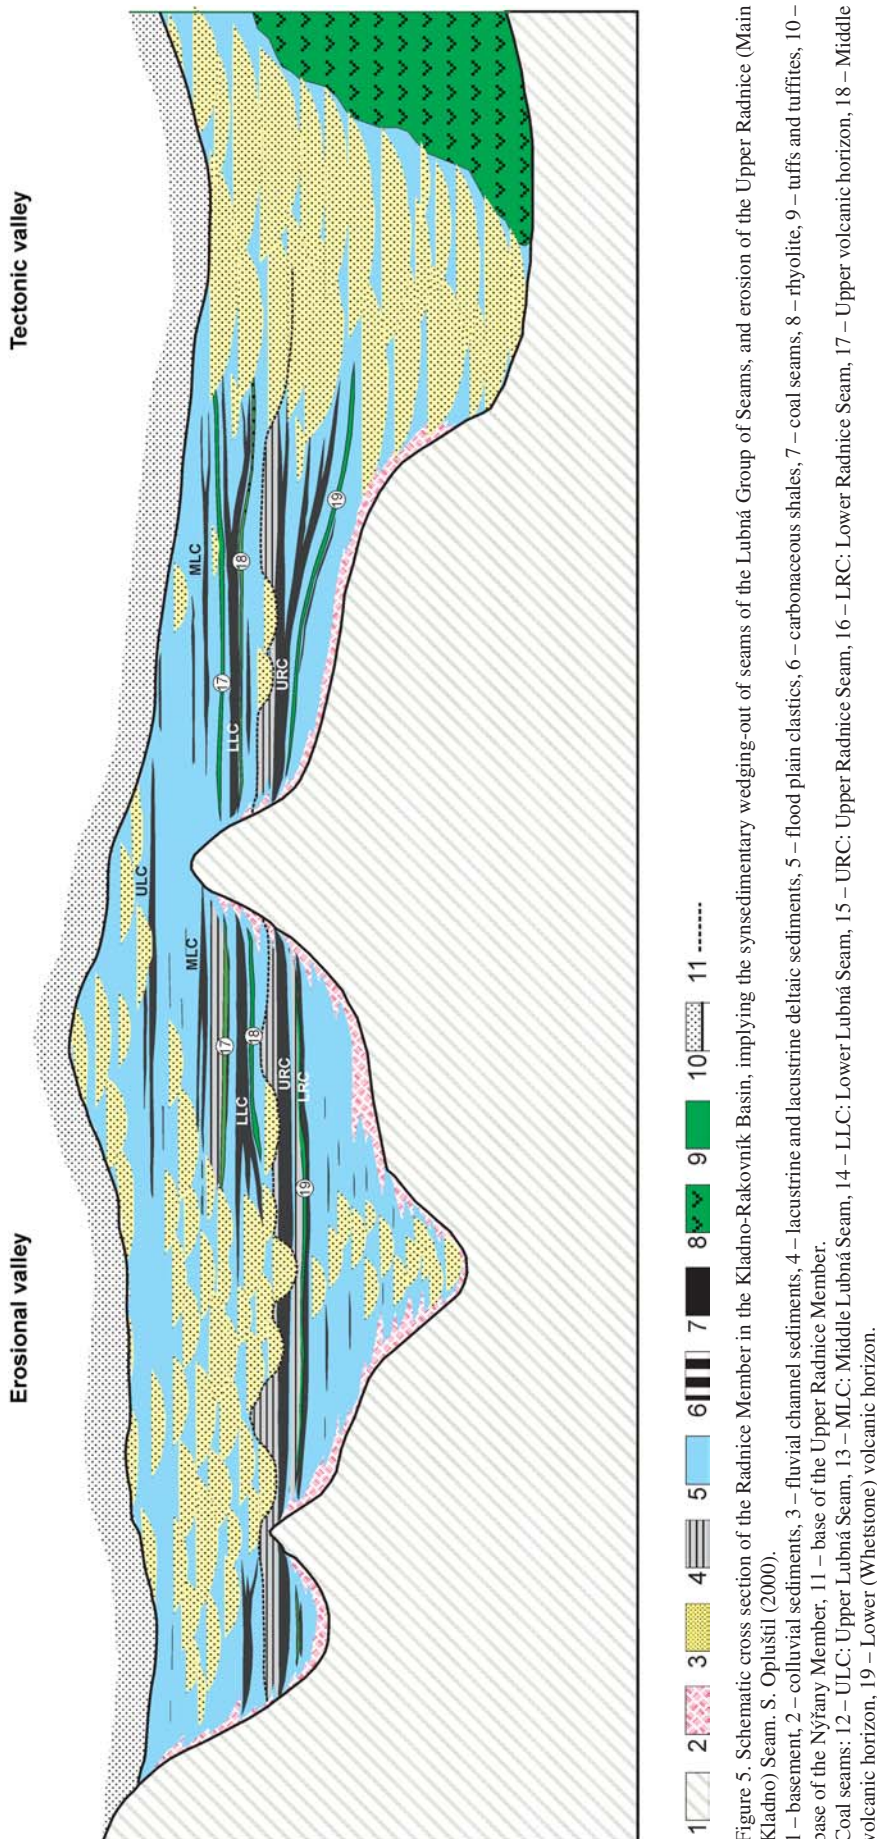 Erosional valley
Tectonic valley
MLC
ULC
MLC
17
18
LLC
URC
LRC
19
17
LLC
18
URC
19
1
2
3
4
5
6
7
8
9
10
11
Figure 5. Schematic cross section of the Radnice Member in the Kladno-Rakovník Basin, implying the synsedimentary wedging-out of seams of the Lubná Group of Seams, and erosion of the Upper Radnice (Main
Kladno) Seam. S. Opluštil (2000).
1 – basement, 2 – colluvial sediments, 3 – fluvial channel sediments, 4 – lacustrine and lacustrine deltaic sediments, 5 – flood plain clastics, 6 – carbonaceous shales, 7 – coal seams, 8 – rhyolite, 9 – tuffs and tuffites, 10 –
base of the Nýřany Member, 11 – base of the Upper Radnice Member.
Coal seams: 12 – ULC: Upper Lubná Seam, 13 – MLC: Middle Lubná Seam, 14 – LLC: Lower Lubná Seam, 15 – URC: Upper Radnice Seam, 16 – LRC: Lower Radnice Seam, 17 – Upper volcanic horizon, 18 – Middle
volcanic horizon, 19 – Lower (Whetstone) volcanic horizon.